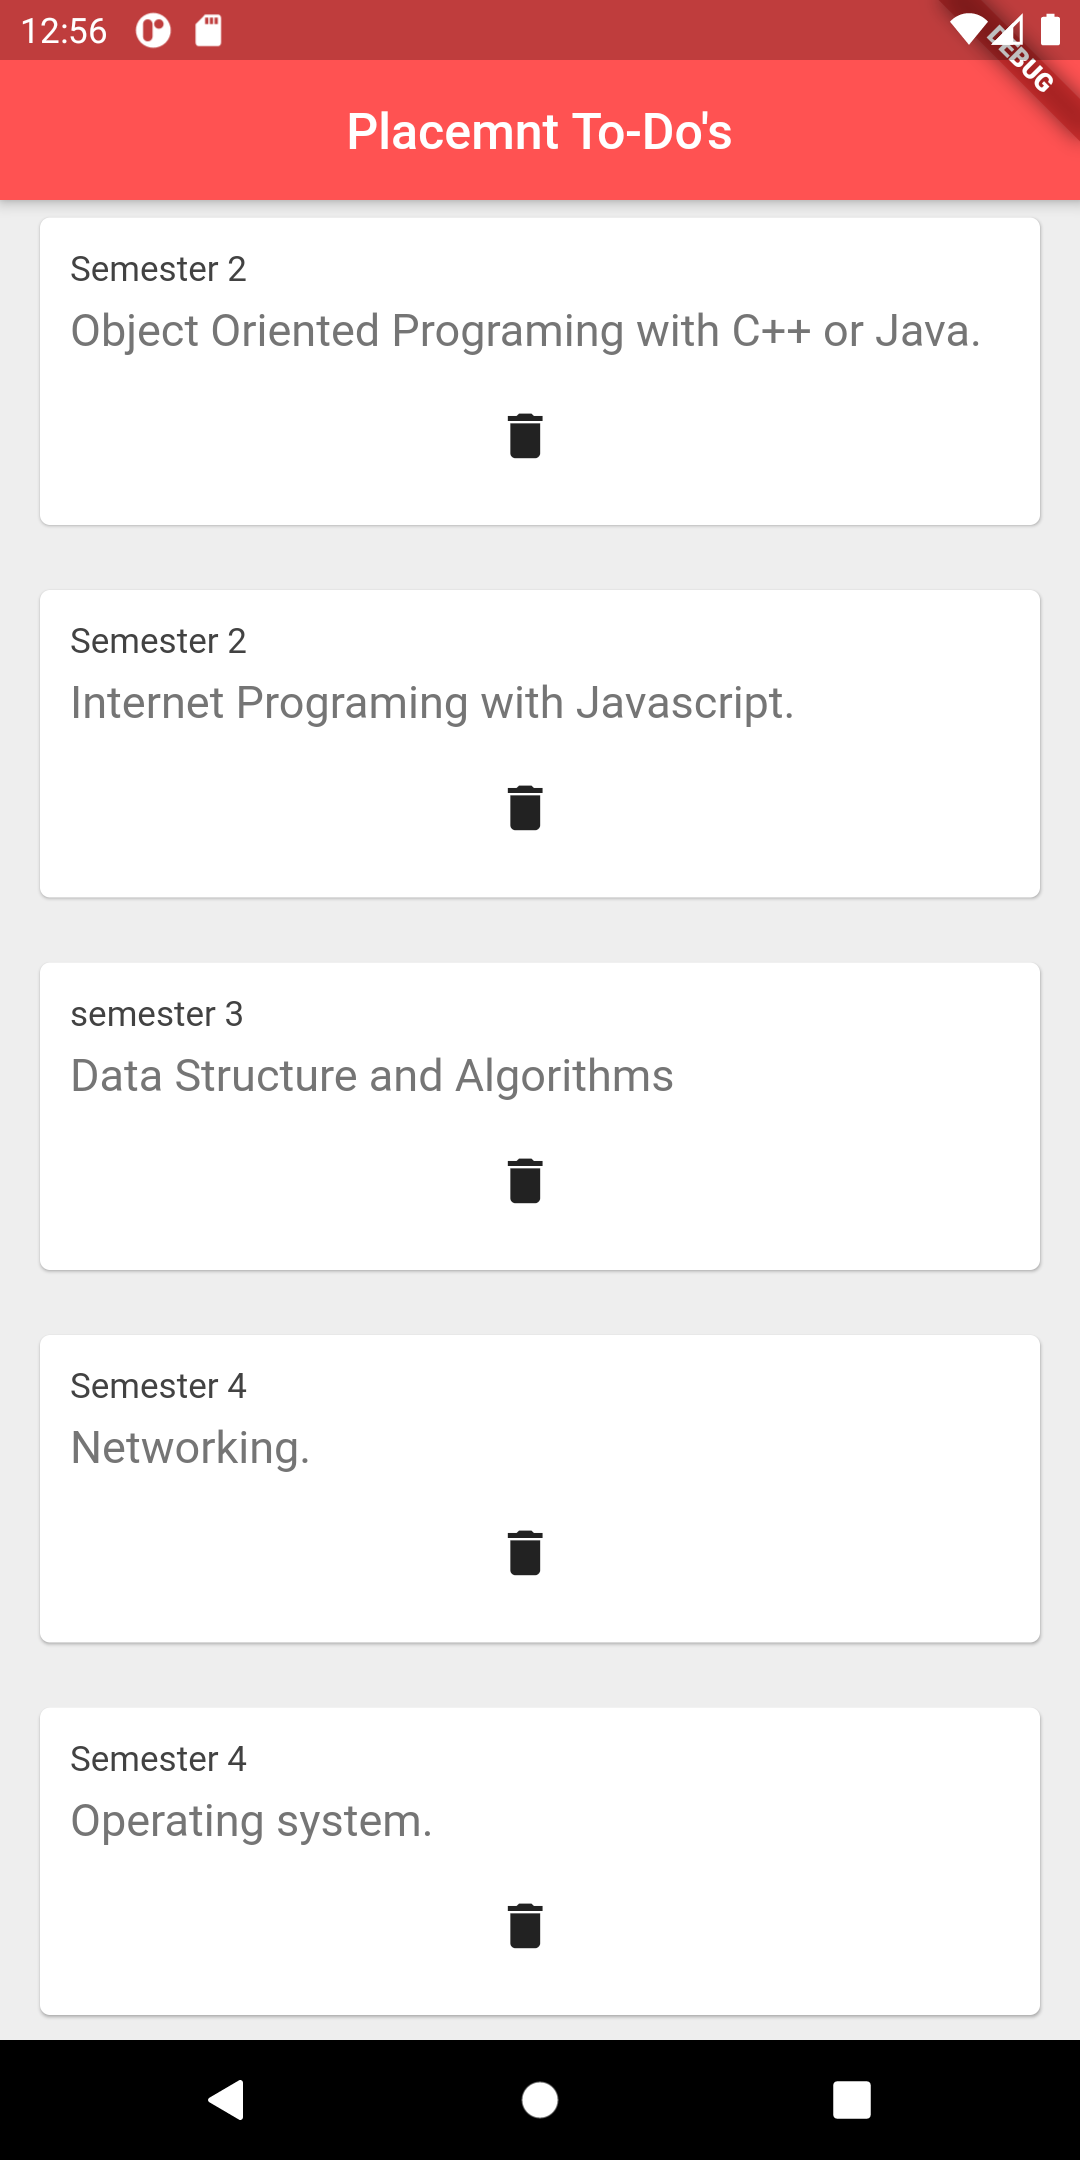 12:56
DEBUG
Placemnt To-Do's
Semester 2
Object Oriented Programing with C++ or Java.
Semester 2
Internet Programing with Javascript.
semester 3
Data Structure and Algorithms
Semester 4
Networking.
Semester 4
Operating system.